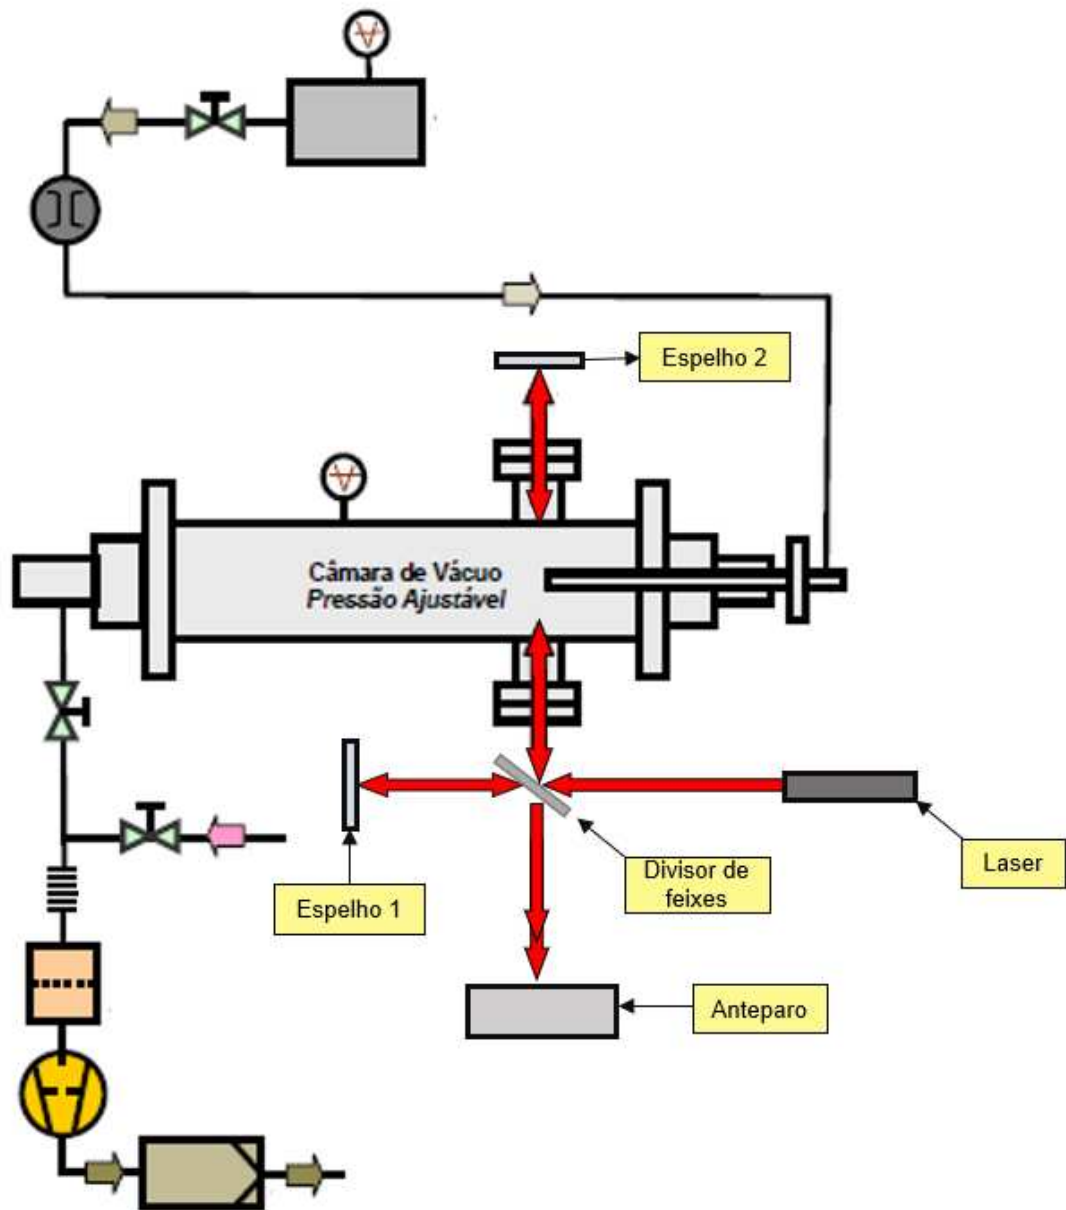 Espelho 2
Câmara de Vácuo
Pressão Ajustável
Laser
Divisor de
feixes
Espelho 1
Anteparo